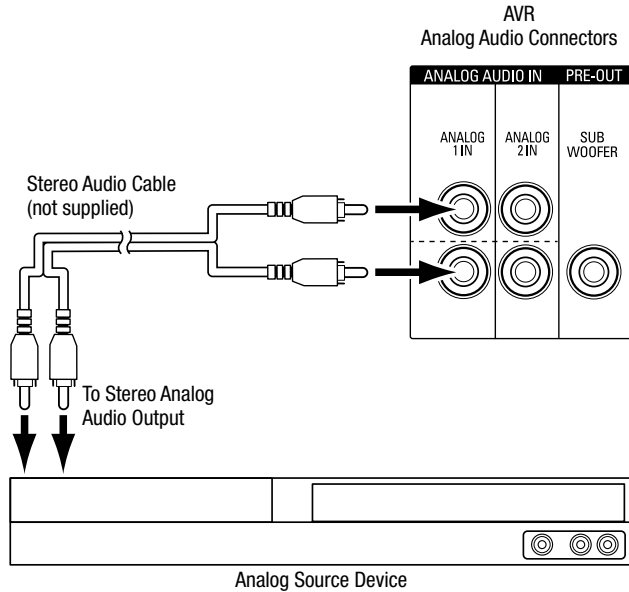 AVR
Analog Audio Connectors
ANALOG AUDIO IN
PRE-OUT
ANALOG
1 IN
ANALOG
2 IN
SUB
WOOFER
Stereo Audio Cable
(not supplied)
To Stereo Analog
Audio Output
Analog Source Device